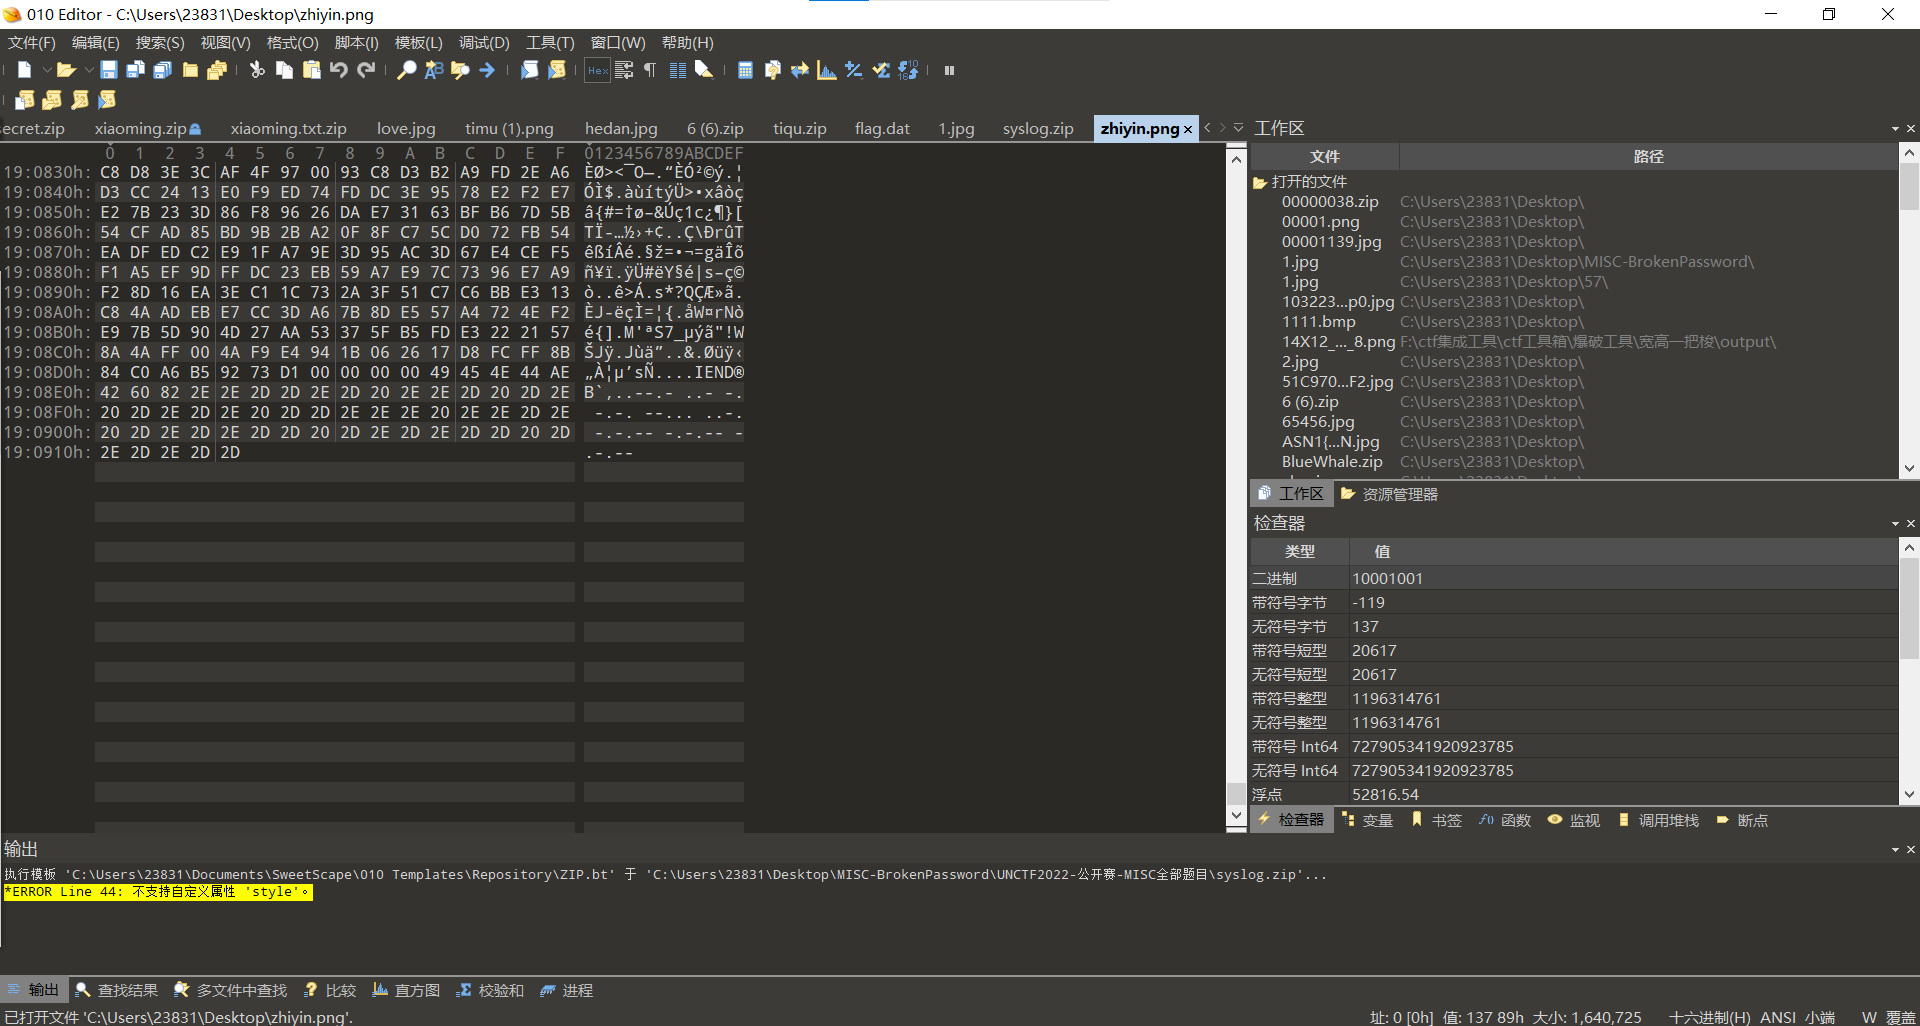 010 Editor - C:\Users\23831\Desktop\zhiyin.png
文件(F) 编辑(E) 搜索(S) 视图(V) 格式(O) 脚本(I) 模板(L) 调试(D) 工具(T) 窗口(W) 帮助(H)
ecret.zip xiaoming.zip xiaoming.txt.zip love.jpg timu (1).png hedan.jpg 6 (6).zip tiqu.zip flag.dat 1.jpg syslog.zip zhiyin.png
0 1 2 3 4 5 6 7 8 9 A B C D E F 0123456789ABCDEF
19:0830h: C8 D8 3E 3C AF 4F 97 00 93 C8 D3 B2 A9 FD 2E A6 ÈØ><¯O—.“ÈÓ²©ý.¦
19:0840h: D3 CC 24 13 E0 F9 ED 74 FD DC 3E 95 78 E2 F2 E7 ÓÌ$.àùítýÜ>•xâòç
19:0850h: E2 7B 23 3D 86 F8 96 26 DA E7 31 63 BF B6 7D 5B â{#=†ø–&Úç1c¿¶}[
19:0860h: 54 CF AD 85 BD 9B 2B A2 0F 8F C7 5C D0 72 FB 54 TÏ-…½›+¢..Ç\ÐrûT
19:0870h: EA DF ED C2 E9 1F A7 9E 3D 95 AC 3D 67 E4 CE F5 êßíÂé.§ž=•¬=gäÎõ
19:0880h: F1 A5 EF 9D FF DC 23 EB 59 A7 E9 7C 73 96 E7 A9 ñ¥ï.ÿÜ#ëY§é|s–ç©
19:0890h: F2 8D 16 EA 3E C1 1C 73 2A 3F 51 C7 C6 BB E3 13 ò..ê>Á.s*?QÇÆ»ã.
19:08A0h: C8 4A AD EB E7 CC 3D A6 7B 8D E5 57 A4 72 4E F2 ÈJ-ëçÌ=¦{.åW¤rNò
19:08B0h: E9 7B 5D 90 4D 27 AA 53 37 5F B5 FD E3 22 21 57 é{].M'ªS7_µýã"!W
19:08C0h: 8A 4A FF 00 4A F9 E4 94 1B 06 26 17 D8 FC FF 8B ŠJÿ.Jùä”..&.Øüÿ‹
19:08D0h: 84 C0 A6 B5 92 73 D1 00 00 00 00 49 45 4E 44 AE „À¦µ’sÑ....IEND®
19:08E0h: 42 60 82 2E 2E 2D 2D 2E 2D 20 2E 2E 2D 20 2D 2E B`‚..--.- ..- -.
19:08F0h: 20 2D 2E 2D 2E 20 2D 2D 2E 2E 2E 20 2E 2E 2D 2E -.-. --... ..-.
19:0900h: 20 2D 2E 2D 2E 2D 2D 20 2D 2E 2D 2E 2D 2D 20 2D -.-.-- -.-.-- -
19:0910h: 2E 2D 2E 2D 2D .-.--
工作区
文件 路径
打开的文件
00000038.zip C:\Users\23831\Desktop\
00001.png C:\Users\23831\Desktop\
00001139.jpg C:\Users\23831\Desktop\
1.jpg C:\Users\23831\Desktop\MISC-BrokenPassword\
1.jpg C:\Users\23831\Desktop\57\
103223...p0.jpg C:\Users\23831\Desktop\
1111.bmp C:\Users\23831\Desktop\
14X12_..._8.png F:\ctf集成工具\ctf工具箱\爆破工具\宽高一把梭\output\
2.jpg C:\Users\23831\Desktop\
51C970...F2.jpg C:\Users\23831\Desktop\
6 (6).zip C:\Users\23831\Desktop\
65456.jpg C:\Users\23831\Desktop\
ASN1{...N.jpg C:\Users\23831\Desktop\
BlueWhale.zip C:\Users\23831\Desktop\
工作区 资源管理器
检查器
类型 值
二进制 10001001
带符号字节 -119
无符号字节 137
带符号短型 20617
无符号短型 20617
带符号整型 1196314761
无符号整型 1196314761
带符号 Int64 727905341920923785
无符号 Int64 727905341920923785
浮点 52816.54
检查器 变量 书签 函数 监视 调用堆栈 断点
输出
执行模板 'C:\Users\23831\Documents\SweetScape\010 Templates\Repository\ZIP.bt' 于 'C:\Users\23831\Desktop\MISC-BrokenPassword\UNCTF2022-公开赛-MISC全部题目\syslog.zip'...
*ERROR Line 44: 不支持自定义属性 'style'。
输出 查找结果 多文件中查找 比较 直方图 校验和 进程
已打开文件 'C:\Users\23831\Desktop\zhiyin.png'. 址: 0 [0h] 值: 137 89h 大小: 1,640,725 十六进制(H) ANSI 小端 W 覆盖